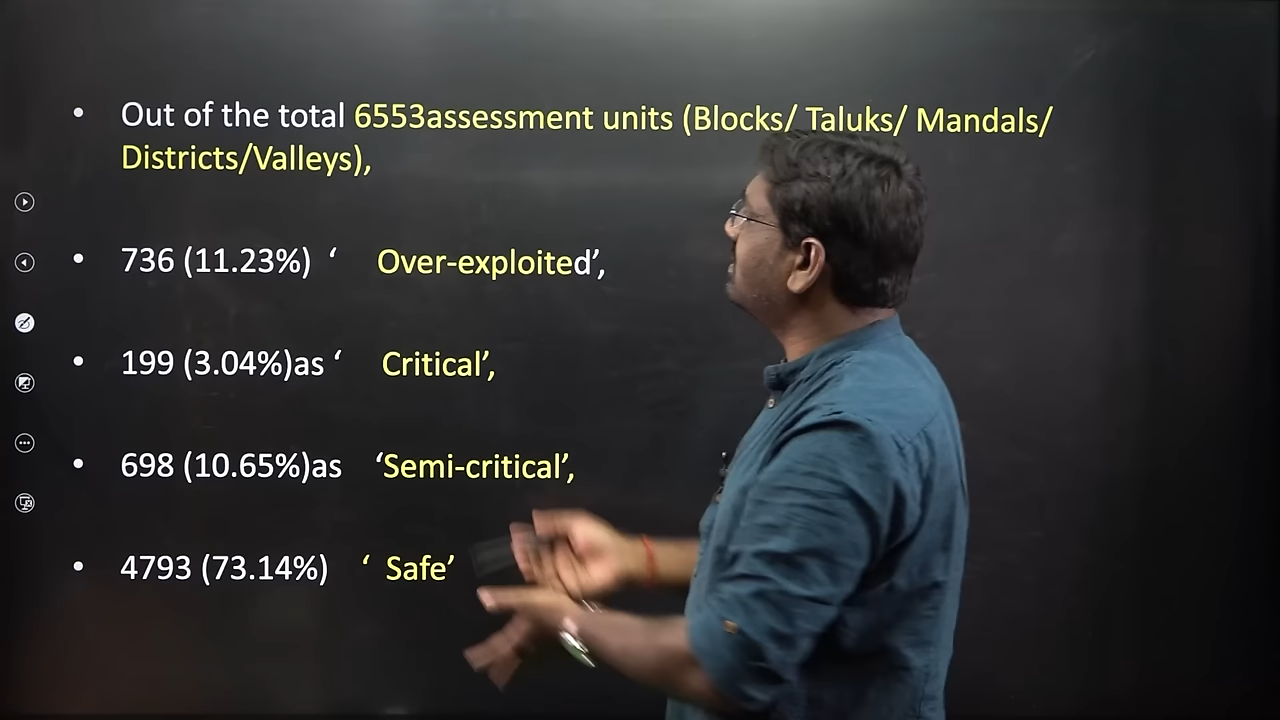 • Out of the total 6553assessment units (Blocks/ Taluks/ Mandals/
Districts/Valleys),
• 736 (11.23%) ‘ Over-exploited’,
• 199 (3.04%)as ‘ Critical’,
• 698 (10.65%)as ‘Semi-critical’,
• 4793 (73.14%) ‘ Safe’